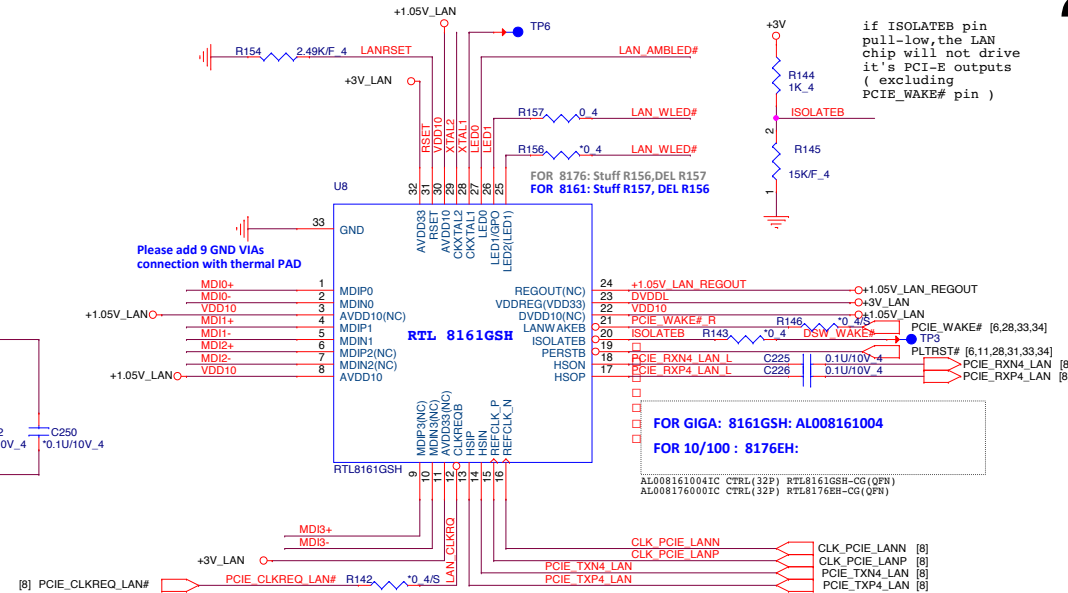 +1.05V_LAN
TP6
+3V
if ISOLATEB pin
pull-low,the LAN
chip will not drive
it's PCI-E outputs
( excluding
PCIE_WAKE# pin )
R154
2.49K/F_4
LANRSET
LAN_AMBLED#
+3V_LAN
R144
1K_4
R157
0_4
LAN_WLED#
ISOLATEB
RSET
VDD10
XTAL2
XTAL1
LED0
LED1
2
R156
*0_4
LAN_WLED#
R145
15K/F_4
1
FOR 8176: Stuff R156,DEL R157
FOR 8161: Stuff R157, DEL R156
U8
32
31
30
29
28
27
26
25
33
GND
AVDD33
RSET
AVDD10
CKXTAL2
CKXTAL1
LED0
LED1/GPO
LED2(LED1)
Please add 9 GND VIAs
connection with thermal PAD
MDI0+ 1 MDIP0
MDI0- 2 MDIN0
+1.05V_LAN VDD10 3 AVDD10(NC)
MDI1+ 4 MDIP1
MDI1- 5 MDIN1
MDI2+ 6 MDIP2(NC)
MDI2- 7 MDIN2(NC)
+1.05V_LAN VDD10 8 AVDD10
RTL 8161GSH
REGOUT(NC) 24 +1.05V_LAN_REGOUT +1.05V_LAN_REGOUT
VDDREG(VDD33) 23 DVDDL +3V_LAN
DVDD10(NC) 22 VDD10 +1.05V_LAN
LANWAKEB 21 PCIE_WAKE#_R R146 *0_4/S PCIE_WAKE# [6,28,33,34]
ISOLATEB 20 ISOLATEB R143 *0_4 DSW_WAKE# TP3
PERSTB 19 PLTRST# [6,11,28,31,33,34]
HSON 18 PCIE_RXN4_LAN_L C225 0.1U/10V_4 PCIE_RXN4_LAN [8
HSOP 17 PCIE_RXP4_LAN_L C226 0.1U/10V_4 PCIE_RXP4_LAN [8
C250
*0.1U/10V_4
0V_4
MDIP3(NC)
MDIN3(NC)
AVDD33(NC)
CLKREQB
HSIP
HSIN
REFCLK_P
REFCLK_N
FOR GIGA: 8161GSH: AL008161004
FOR 10/100 : 8176EH:
RTL8161GSH
9
10
11
12
13
14
15
16
AL008161004IC CTRL(32P) RTL8161GSH-CG(QFN)
AL008176000IC CTRL(32P) RTL8176EH-CG(QFN)
LAN_CLKRQ
MDI3+
MDI3-
+3V_LAN
CLK_PCIE_LANN CLK_PCIE_LANN [8]
CLK_PCIE_LANP CLK_PCIE_LANP [8]
PCIE_TXN4_LAN PCIE_TXN4_LAN [8]
PCIE_TXP4_LAN PCIE_TXP4_LAN [8]
[8] PCIE_CLKREQ_LAN# PCIE_CLKREQ_LAN# R142 *0_4/S